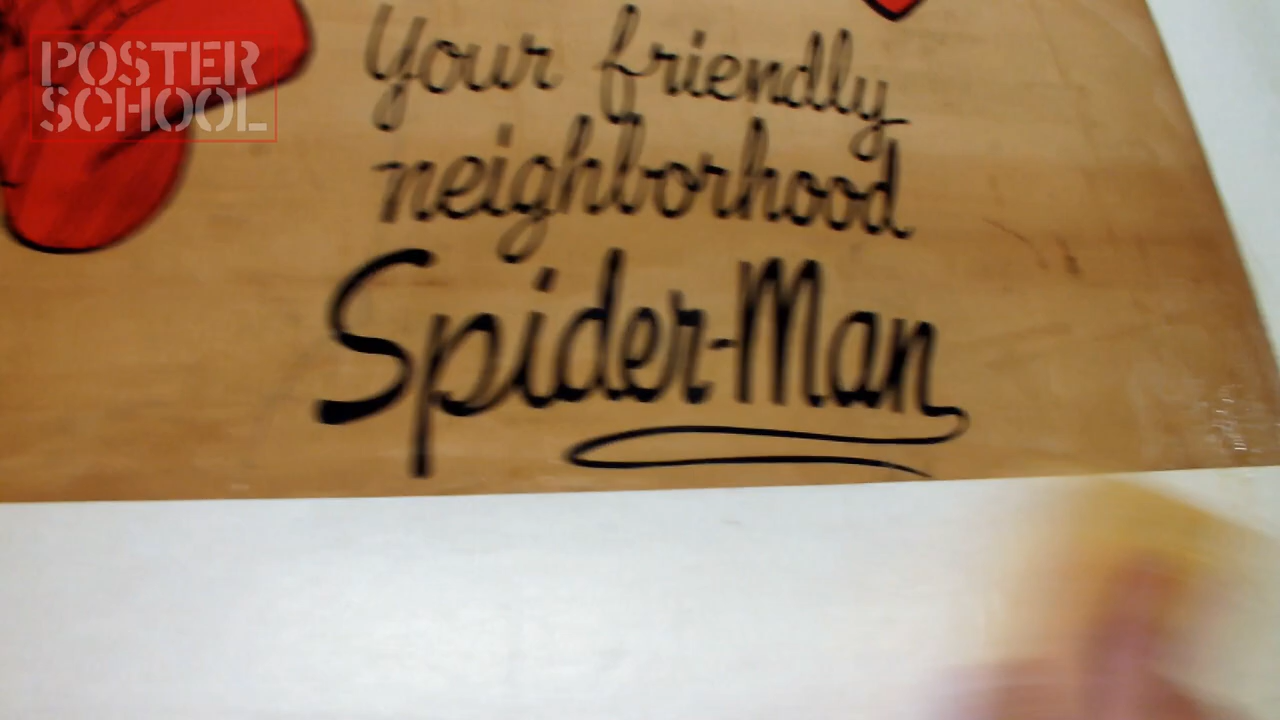 POSTER
SCHOOL
Your friendly
neighborhood
Spider-Man